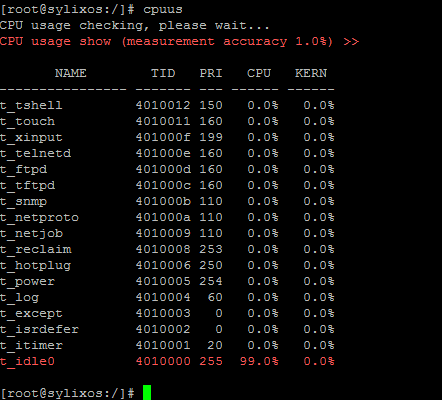 [root@sylixos:/]# cpuus
CPU usage checking, please wait...
CPU usage show (measurement accuracy 1.0%) >>
NAME TID PRI CPU KERN
---------------- ------- --- ------ ------
t_tshell 4010012 150 0.0% 0.0%
t_touch 4010011 160 0.0% 0.0%
t_xinput 401000f 199 0.0% 0.0%
t_telnetd 401000e 160 0.0% 0.0%
t_ftpd 401000d 160 0.0% 0.0%
t_tftpd 401000c 160 0.0% 0.0%
t_snmp 401000b 110 0.0% 0.0%
t_netproto 401000a 110 0.0% 0.0%
t_netjob 4010009 110 0.0% 0.0%
t_reclaim 4010008 253 0.0% 0.0%
t_hotplug 4010006 250 0.0% 0.0%
t_power 4010005 254 0.0% 0.0%
t_log 4010004 60 0.0% 0.0%
t_except 4010003 0 0.0% 0.0%
t_isrdefer 4010002 0 0.0% 0.0%
t_itimer 4010001 20 0.0% 0.0%
t_idle0 4010000 255 99.0% 0.0%
[root@sylixos:/]#